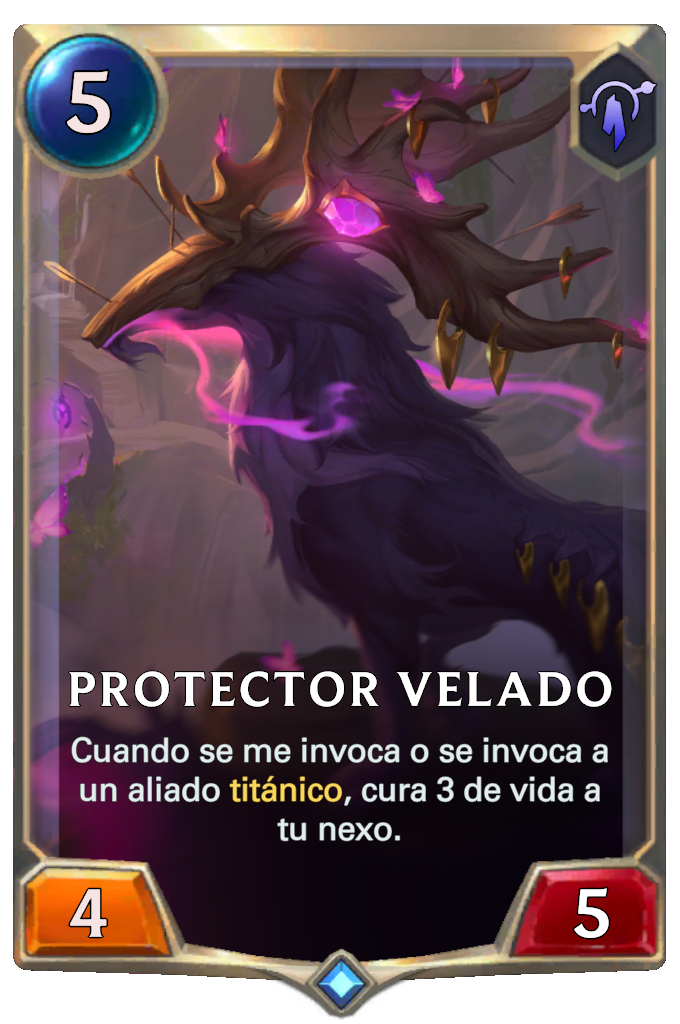 5
PROTECTOR VELADO
Cuando se me invoca o se invoca a
un aliado titánico, cura 3 de vida a
tu nexo.
4
5